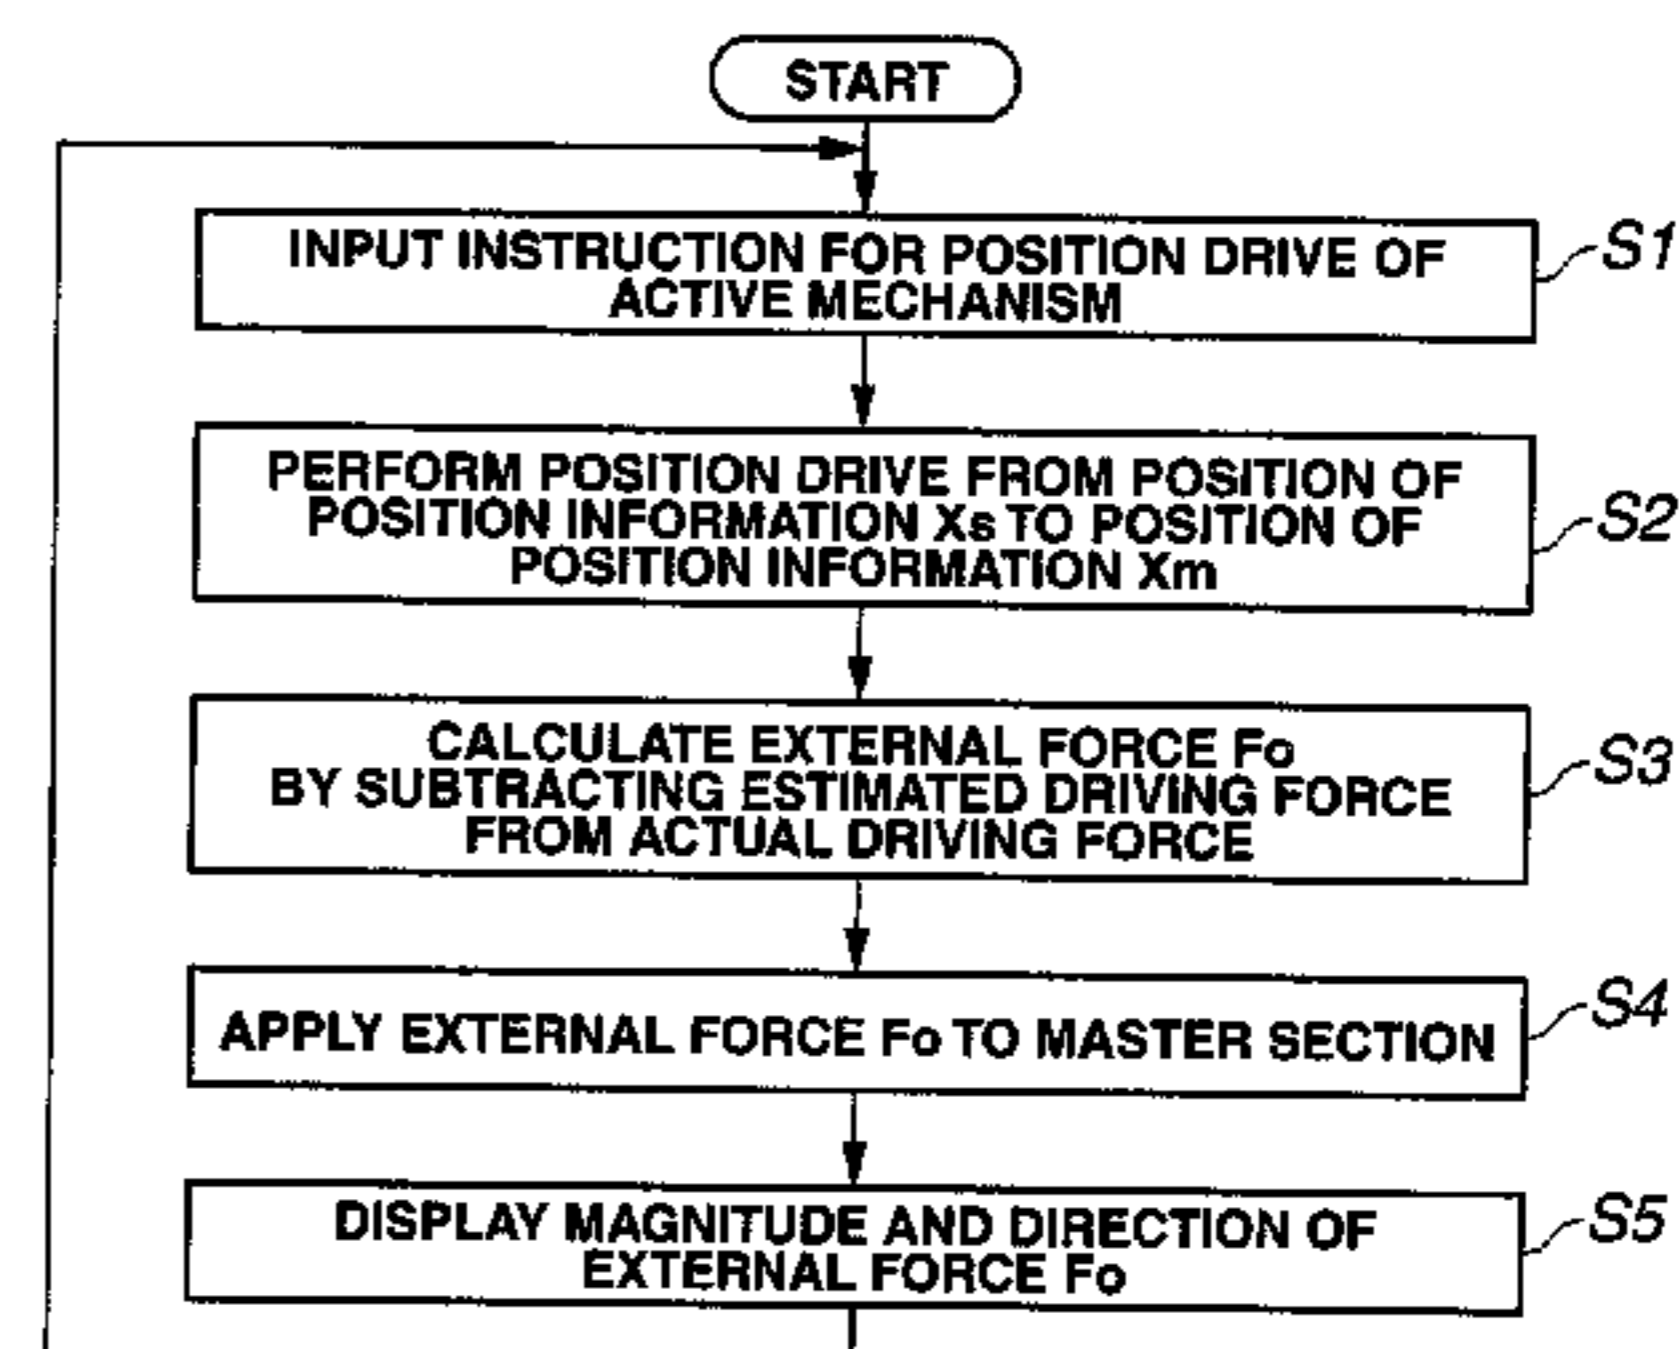 START
INPUT INSTRUCTION FOR POSITION DRIVE OF
ACTIVE MECHANISM
S1
PERFORM POSITION DRIVE FROM POSITION OF
POSITION INFORMATION Xs TO POSITION OF
POSITION INFORMATION Xm
S2
CALCULATE EXTERNAL FORCE Fo
BY SUBTRACTING ESTIMATED DRIVING FORCE
FROM ACTUAL DRIVING FORCE
S3
APPLY EXTERNAL FORCE Fo TO MASTER SECTION
S4
DISPLAY MAGNITUDE AND DIRECTION OF
EXTERNAL FORCE Fo
S5